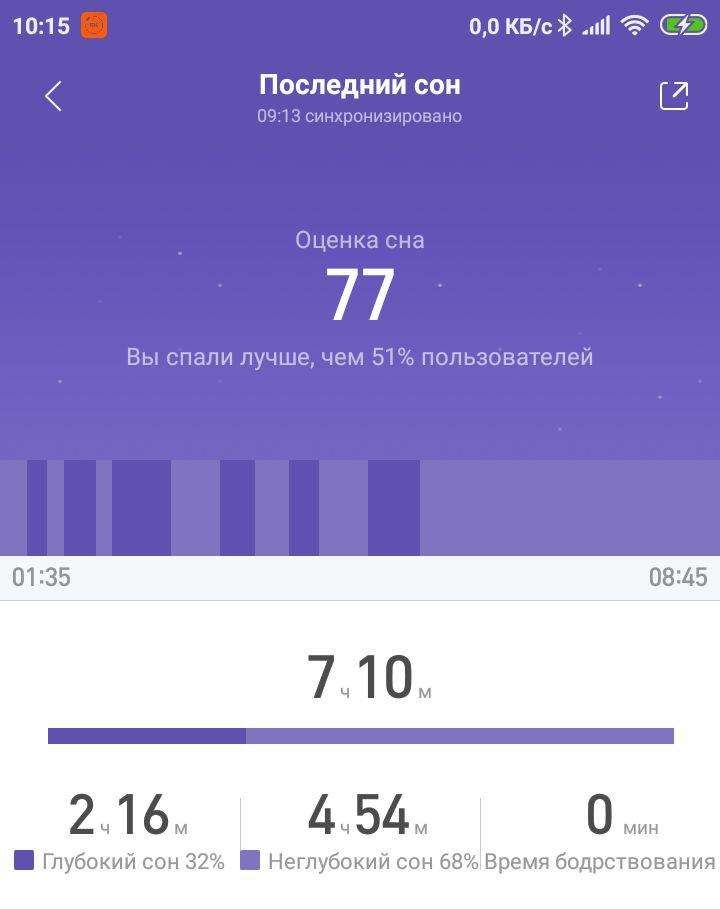 10:15 0,0 КБ/с
Последний сон
09:13 синхронизировано
Оценка сна
77
Вы спали лучше, чем 51% пользователей
01:35 08:45
7 ч 10 м
2 ч 16 м 4 ч 54 м 0 мин
Глубокий сон 32% Неглубокий сон 68% Время бодрствования